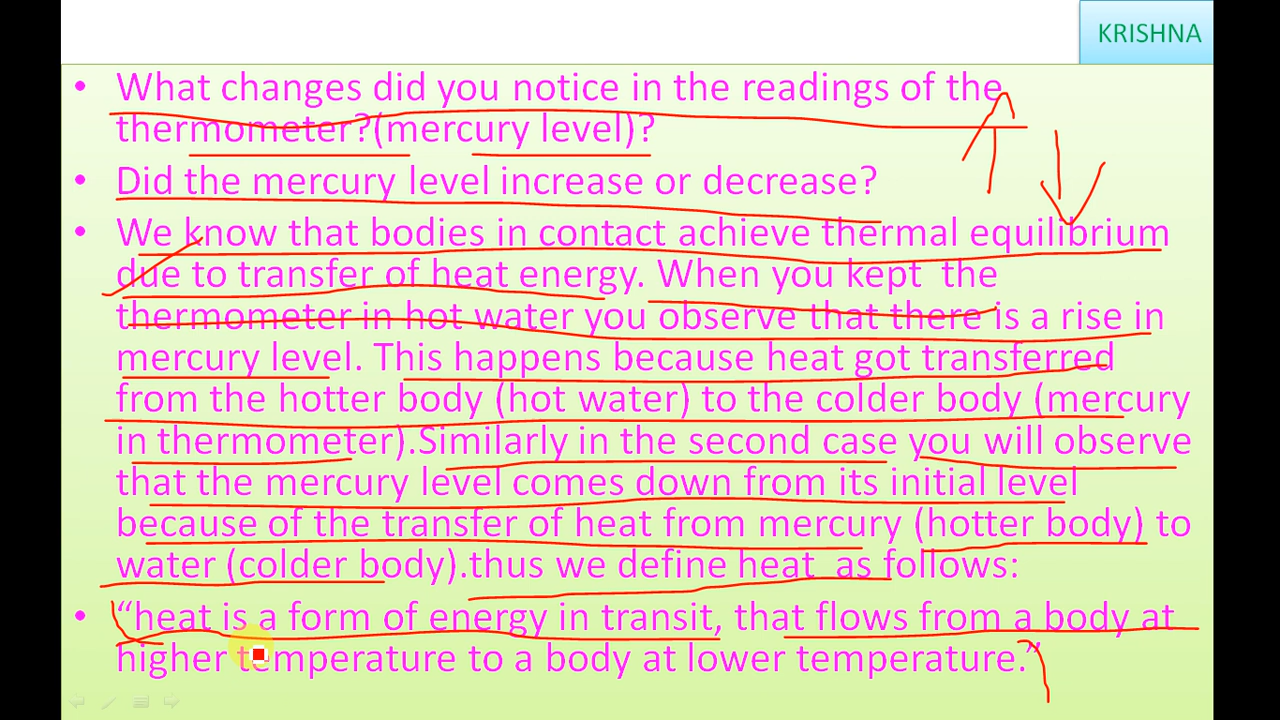 KRISHNA
• What changes did you notice in the readings of the
thermometer?(mercury level)?
• Did the mercury level increase or decrease?
• We know that bodies in contact achieve thermal equilibrium
due to transfer of heat energy. When you kept the
thermometer in hot water you observe that there is a rise in
mercury level. This happens because heat got transferred
from the hotter body (hot water) to the colder body (mercury
in thermometer).Similarly in the second case you will observe
that the mercury level comes down from its initial level
because of the transfer of heat from mercury (hotter body) to
water (colder body).thus we define heat as follows:
• “heat is a form of energy in transit, that flows from a body at
higher temperature to a body at lower temperature.”